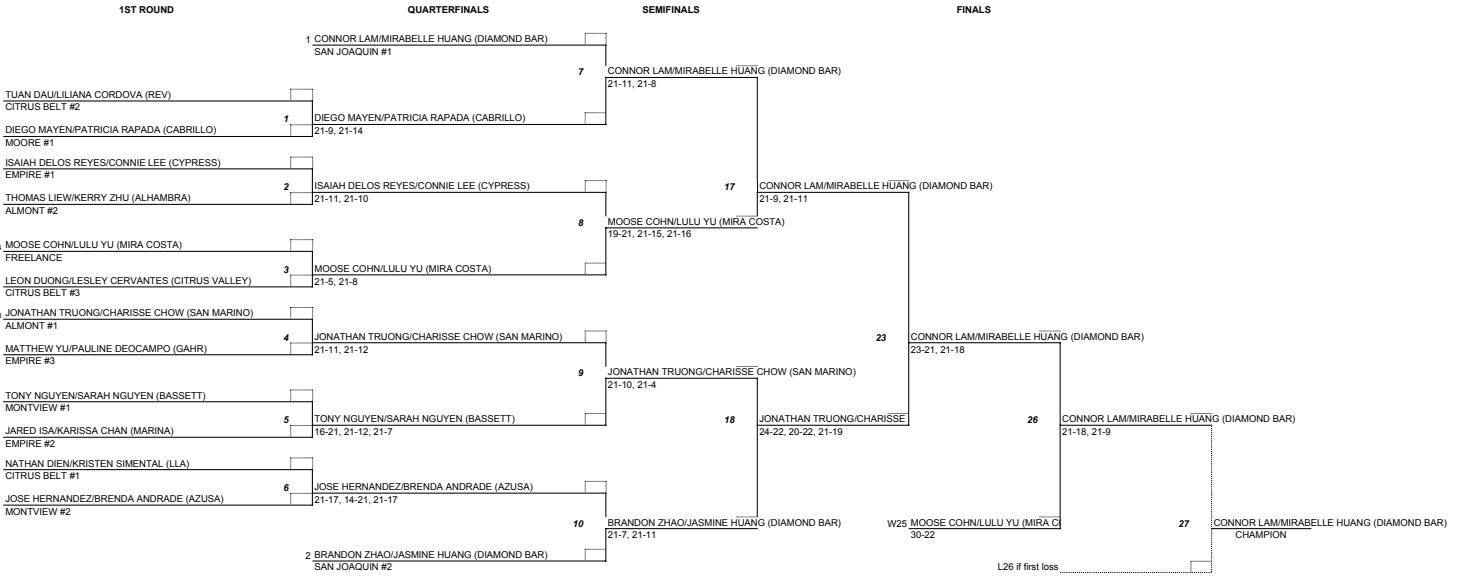 1ST ROUND
QUARTERFINALS
SEMIFINALS
FINALS
1 CONNOR LAM/MIRABELLE HUANG (DIAMOND BAR)
SAN JOAQUIN #1
7 CONNOR LAM/MIRABELLE HUANG (DIAMOND BAR)
21-11, 21-8
TUAN DAU/LILIANA CORDOVA (REV)
CITRUS BELT #2
1 DIEGO MAYEN/PATRICIA RAPADA (CABRILLO)
21-9, 21-14
DIEGO MAYEN/PATRICIA RAPADA (CABRILLO)
MOORE #1
ISAIAH DELOS REYES/CONNIE LEE (CYPRESS)
EMPIRE #1
2 ISAIAH DELOS REYES/CONNIE LEE (CYPRESS)
21-11, 21-10
17 CONNOR LAM/MIRABELLE HUANG (DIAMOND BAR)
21-9, 21-11
THOMAS LIEW/KERRY ZHU (ALHAMBRA)
ALMONT #2
8 MOOSE COHN/LULU YU (MIRA COSTA)
19-21, 21-15, 21-16
MOOSE COHN/LULU YU (MIRA COSTA)
FREELANCE
3 MOOSE COHN/LULU YU (MIRA COSTA)
21-5, 21-8
LEON DUONG/LESLEY CERVANTES (CITRUS VALLEY)
CITRUS BELT #3
JONATHAN TRUONG/CHARISSE CHOW (SAN MARINO)
ALMONT #1
4 JONATHAN TRUONG/CHARISSE CHOW (SAN MARINO)
21-11, 21-12
23 CONNOR LAM/MIRABELLE HUANG (DIAMOND BAR)
23-21, 21-18
MATTHEW YU/PAULINE DEOCAMPO (GAHR)
EMPIRE #3
9 JONATHAN TRUONG/CHARISSE CHOW (SAN MARINO)
21-10, 21-4
TONY NGUYEN/SARAH NGUYEN (BASSETT)
MONTVIEW #1
5 TONY NGUYEN/SARAH NGUYEN (BASSETT)
16-21, 21-12, 21-7
18 JONATHAN TRUONG/CHARISSE
24-22, 20-22, 21-19
26 CONNOR LAM/MIRABELLE HUANG (DIAMOND BAR)
21-18, 21-9
JARED ISA/KARISSA CHAN (MARINA)
EMPIRE #2
NATHAN DIEN/KRISTEN SIMENTAL (LLA)
CITRUS BELT #1
6 JOSE HERNANDEZ/BRENDA ANDRADE (AZUSA)
21-17, 14-21, 21-17
JOSE HERNANDEZ/BRENDA ANDRADE (AZUSA)
MONTVIEW #2
10 BRANDON ZHAO/JASMINE HUANG (DIAMOND BAR)
21-7, 21-11
W25 MOOSE COHN/LULU YU (MIRA C
30-22
27 CONNOR LAM/MIRABELLE HUANG (DIAMOND BAR)
CHAMPION
2 BRANDON ZHAO/JASMINE HUANG (DIAMOND BAR)
SAN JOAQUIN #2
L26 if first loss